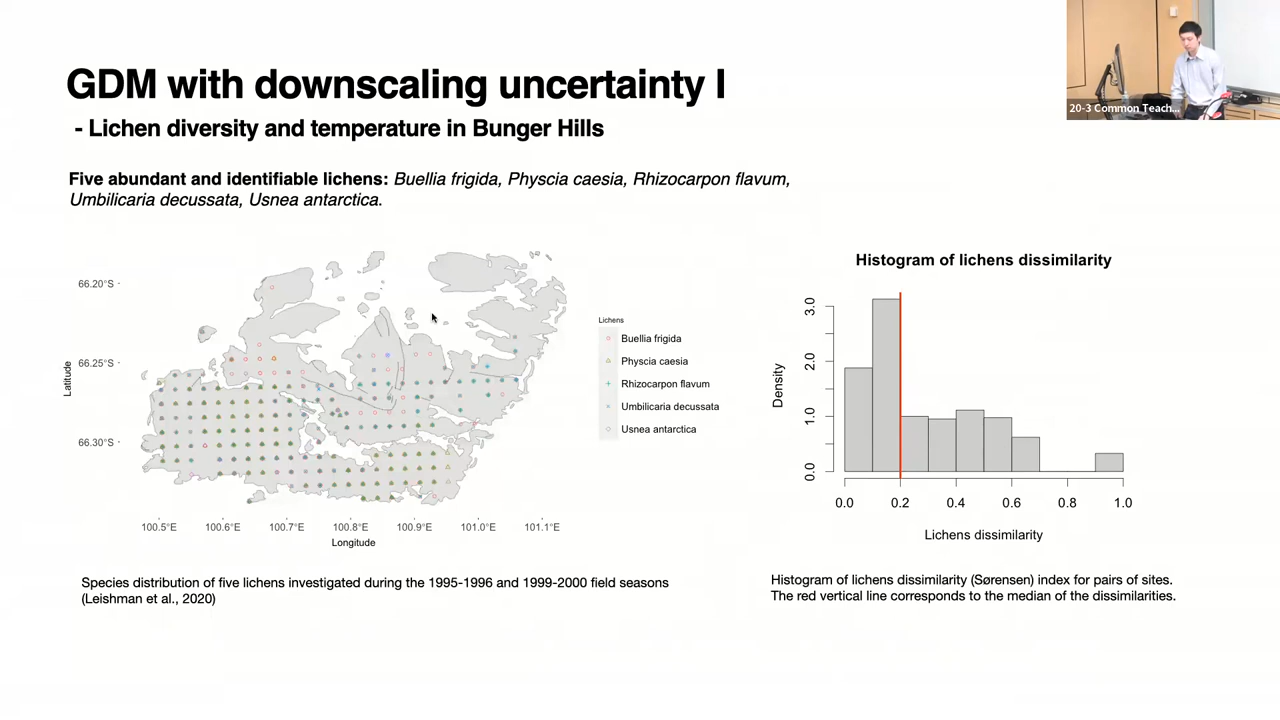 20-3 Common Teach...
GDM with downscaling uncertainty I
- Lichen diversity and temperature in Bunger Hills
Five abundant and identifiable lichens: Buellia frigida, Physcia caesia, Rhizocarpon flavum,
Umbilicaria decussata, Usnea antarctica.
66.20°S
66.25°S
66.30°S
Latitude
100.5°E 100.6°E 100.7°E 100.8°E 100.9°E 101.0°E 101.1°E
Longitude
Lichens
Buellia frigida
Physcia caesia
Rhizocarpon flavum
Umbilicaria decussata
Usnea antarctica
Species distribution of five lichens investigated during the 1995-1996 and 1999-2000 field seasons
(Leishman et al., 2020)
Histogram of lichens dissimilarity
3.0
2.0
1.0
0.0
Density
0.0 0.2 0.4 0.6 0.8 1.0
Lichens dissimilarity
Histogram of lichens dissimilarity (Sørensen) index for pairs of sites.
The red vertical line corresponds to the median of the dissimilarities.